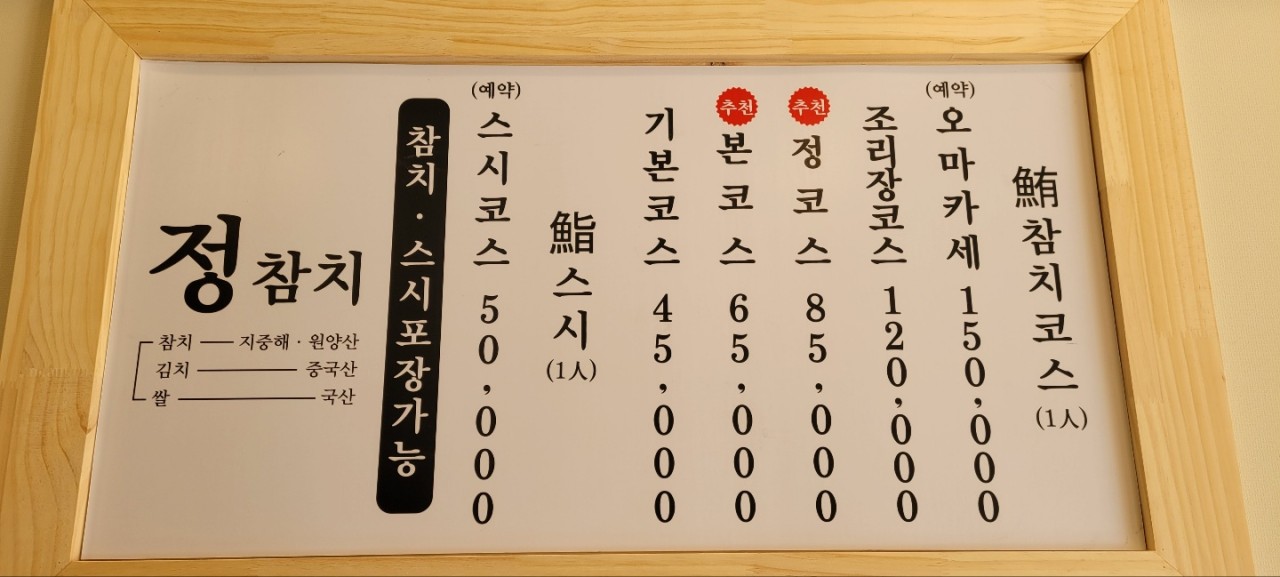 鮪참치코스
(1人)
(예약)
오마카세 150,000
조리장코스 120,000
추천
정코스 85,000
추천
본코스 65,000
기본코스 45,000
鮨스시
(1人)
(예약)
스시코스 50,000
참치·스시포장가능
정참치
참치 지중해·원양산
김치 중국산
쌀 국산